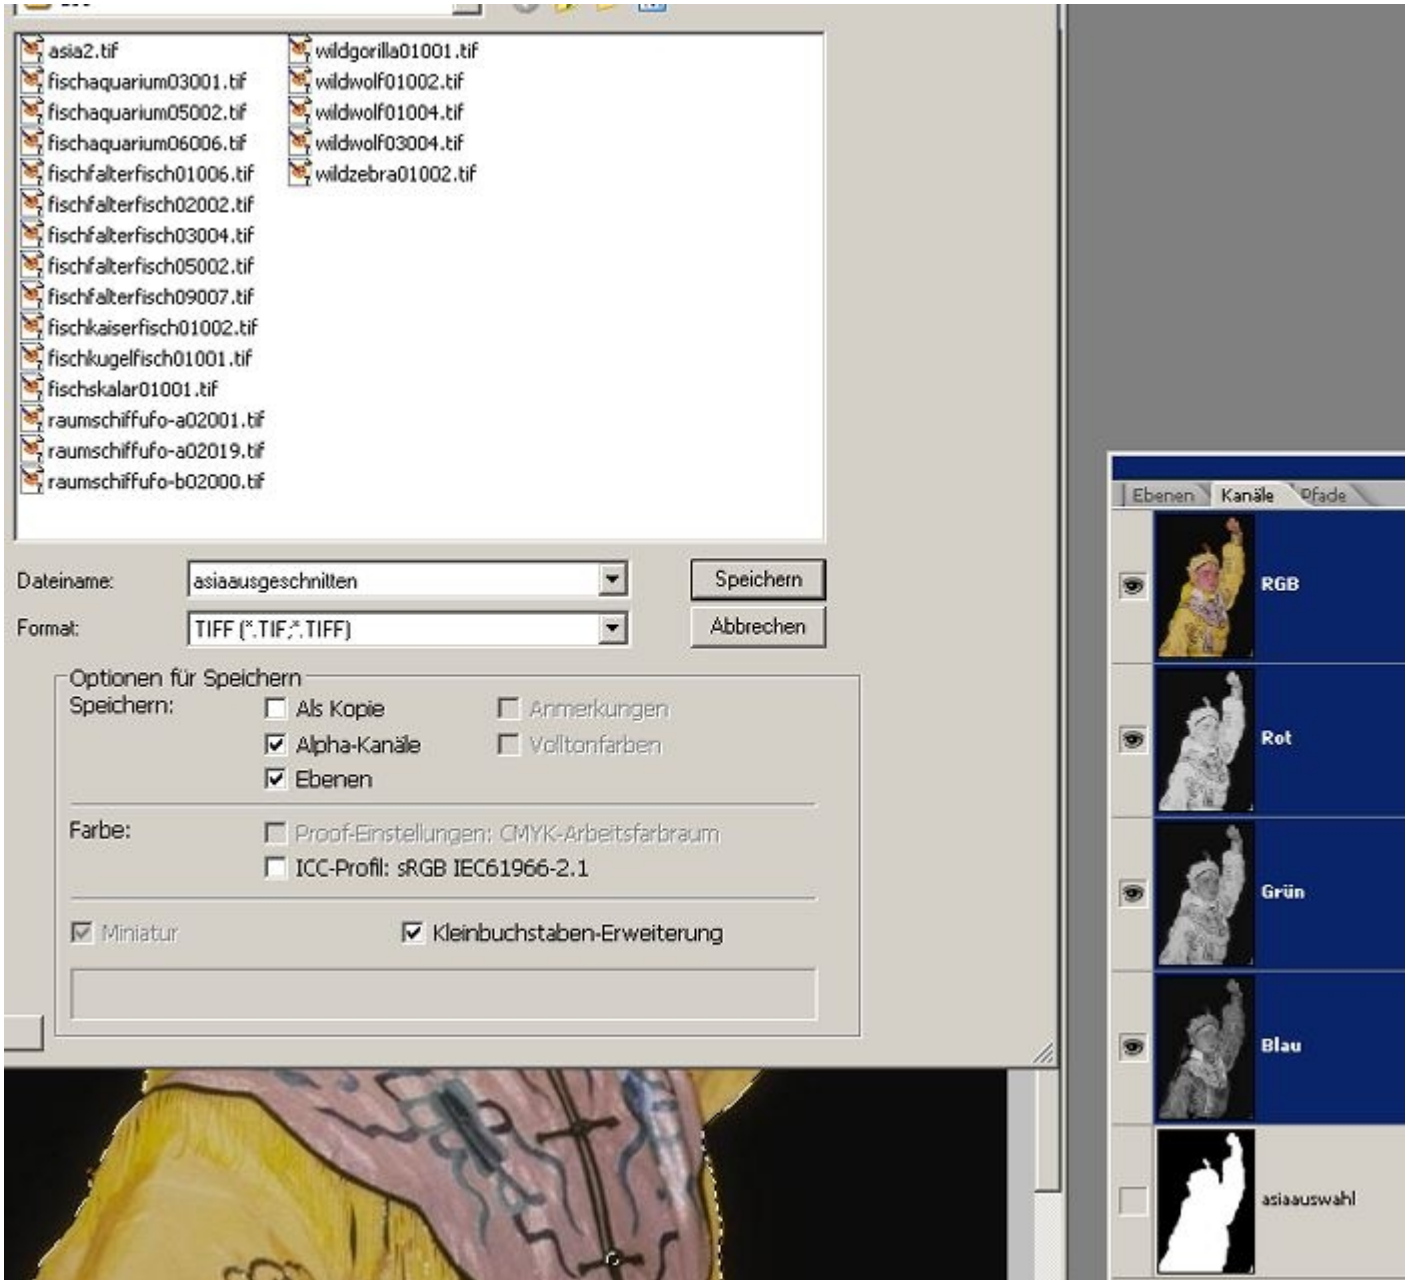 asia2.tif
fischaquarium03001.tif
fischaquarium05002.tif
fischaquarium06006.tif
fischfalterfisch01006.tif
fischfalterfisch02002.tif
fischfalterfisch03004.tif
fischfalterfisch05002.tif
fischfalterfisch09007.tif
fischkaiserfisch01002.tif
fischkugelfisch01001.tif
fischskalar01001.tif
raumschiffufo-a02001.tif
raumschiffufo-a02019.tif
raumschiffufo-b02000.tif
wildgorilla01001.tif
wildwolf01002.tif
wildwolf01004.tif
wildwolf03004.tif
wildzebra01002.tif
Dateiname: asiaausgeschnitten Speichern
Format: TIFF (*.TIF;*.TIFF) Abbrechen
Optionen für Speichern
Speichern: Als Kopie Anmerkungen
Alpha-Kanäle Volltonfarben
Ebenen
Farbe: Proof-Einstellungen: CMYK-Arbeitsfarbraum
ICC-Profil: sRGB IEC61966-2.1
Miniatur Kleinbuchstaben-Erweiterung
Ebenen Kanäle Pfade
RGB
Rot
Grün
Blau
asiaauswahl